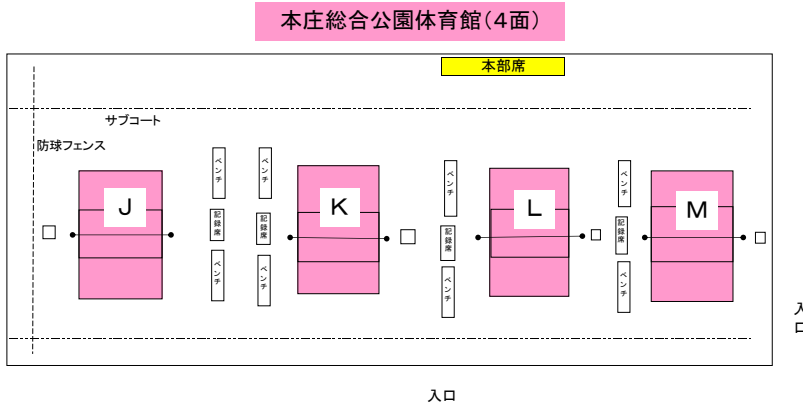 本庄総合公園体育館（４面）
本部席
サブコート
防球フェンス
ベンチ
ベンチ
ベンチ
ベンチ
J
K
L
M
記録席
記録席
記録席
記録席
ベンチ
ベンチ
ベンチ
ベンチ
入口
入口